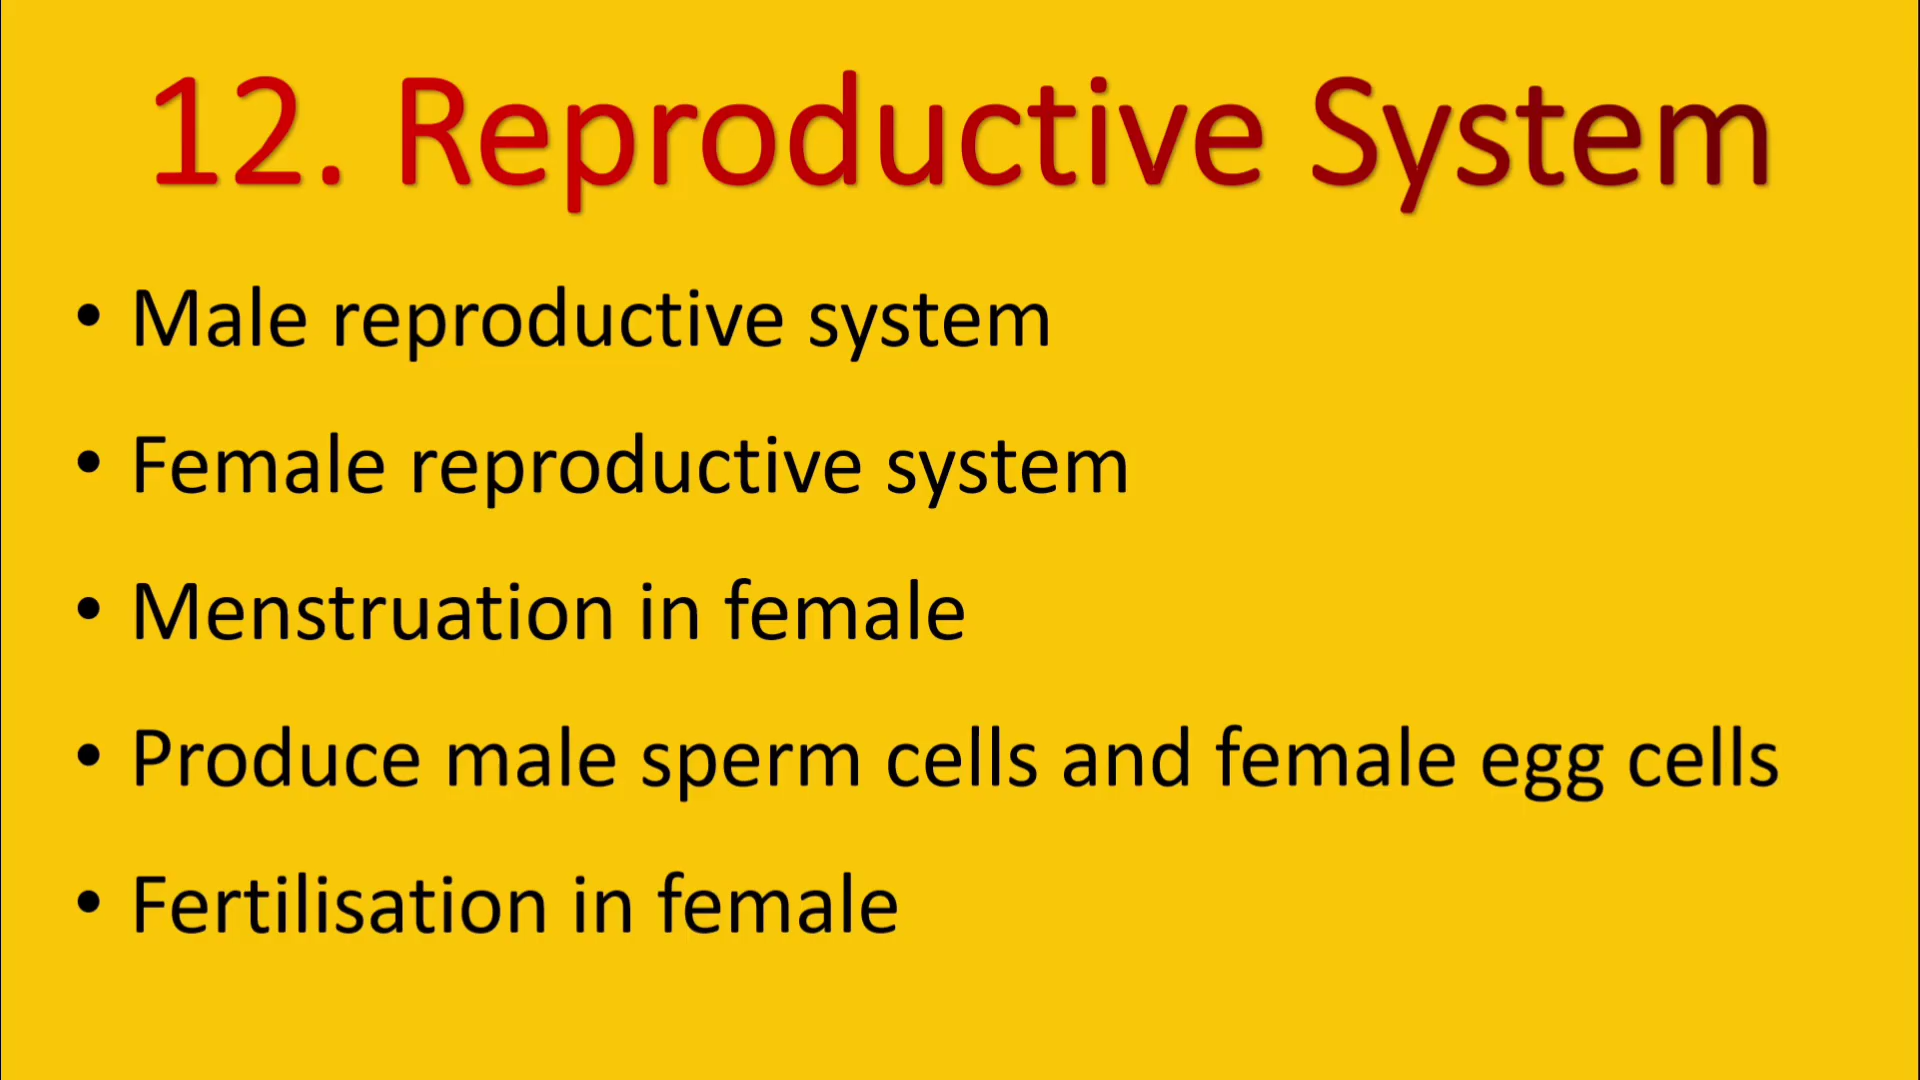 12. Reproductive System
• Male reproductive system
• Female reproductive system
• Menstruation in female
• Produce male sperm cells and female egg cells
• Fertilisation in female